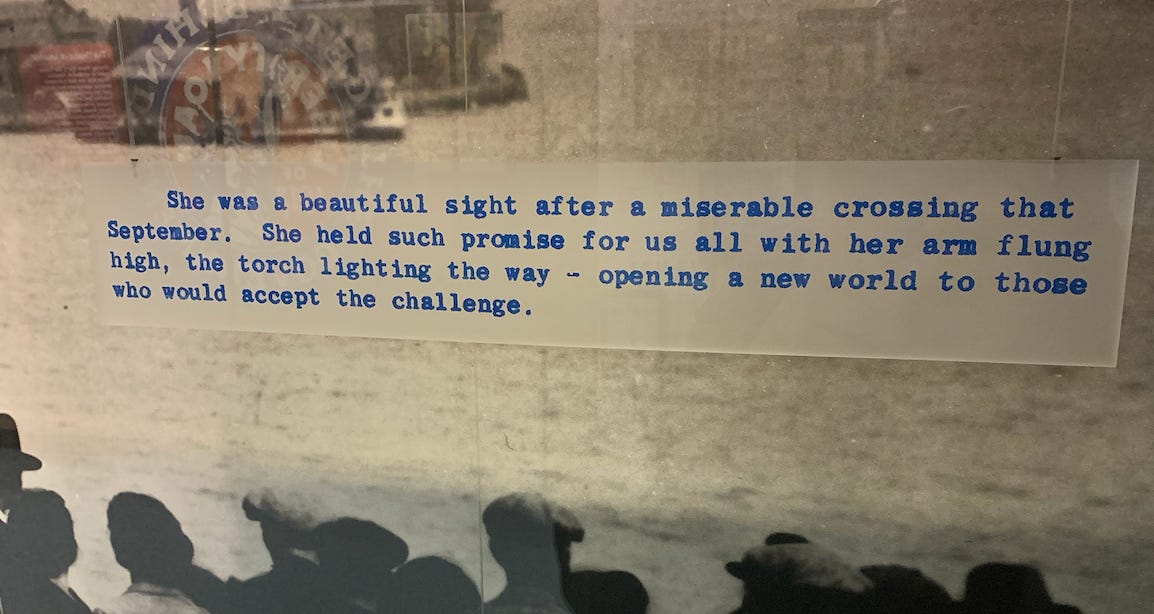 She was a beautiful sight after a miserable crossing that
September. She held such promise for us all with her arm flung
high, the torch lighting the way - opening a new world to those
who would accept the challenge.